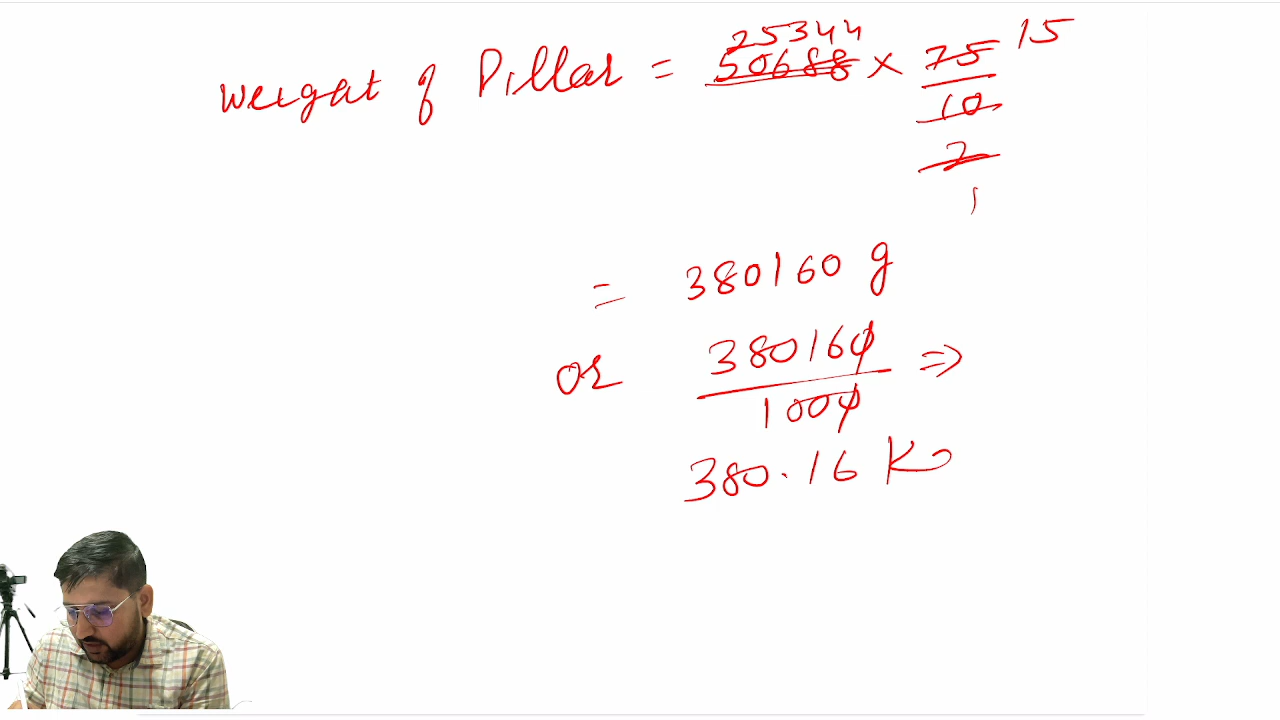 25344 15
Weight of Pillar = 50688 × 75
10
2
1
= 380160 g
or 380160 ⇒
1000
380.16 Kg